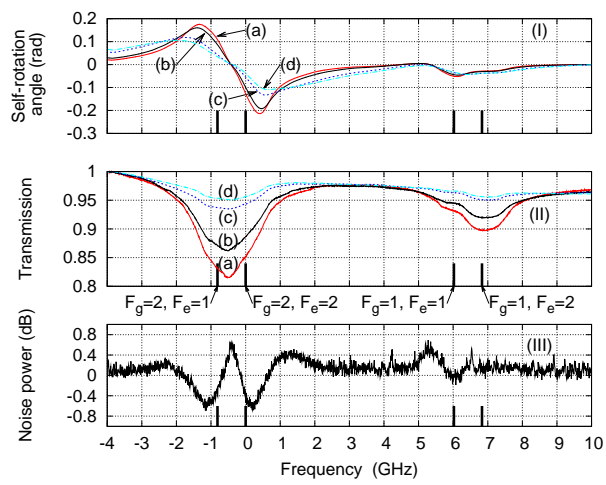 0.2
0.1
0
-0.1
-0.2
-0.3
Self-rotation
angle (rad)
(a)
(b)
(c)
(d)
(I)
1
0.95
0.9
0.85
0.8
Transmission
(d)
(c)
(b)
(a)
(II)
Fg=2, Fe=1
Fg=2, Fe=2
Fg=1, Fe=1
Fg=1, Fe=2
0.8
0.4
0
-0.4
-0.8
Noise power (dB)
(III)
-4 -3 -2 -1 0 1 2 3 4 5 6 7 8 9 10
Frequency (GHz)